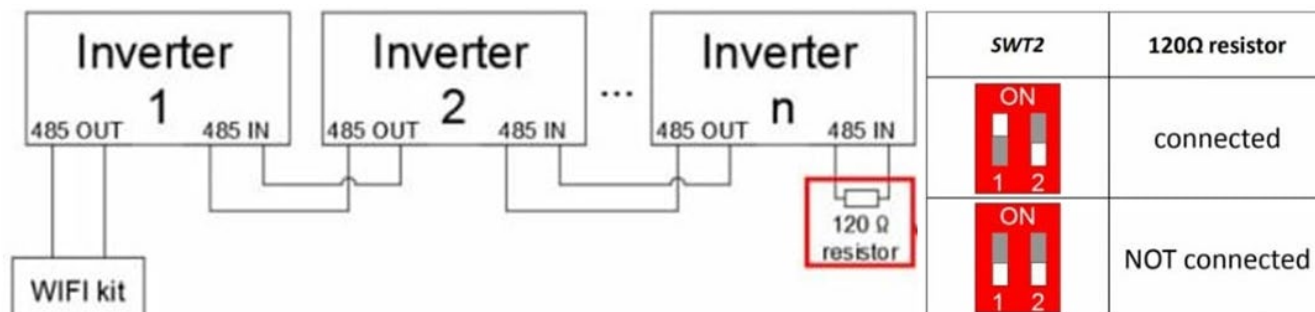 Inverter
1
485 OUT 485 IN
Inverter
2
485 OUT 485 IN
...
Inverter
n
485 OUT 485 IN
120 Ω
resistor
WIFI kit
SWT2 120Ω resistor
ON
1 2
connected
ON
1 2
NOT connected